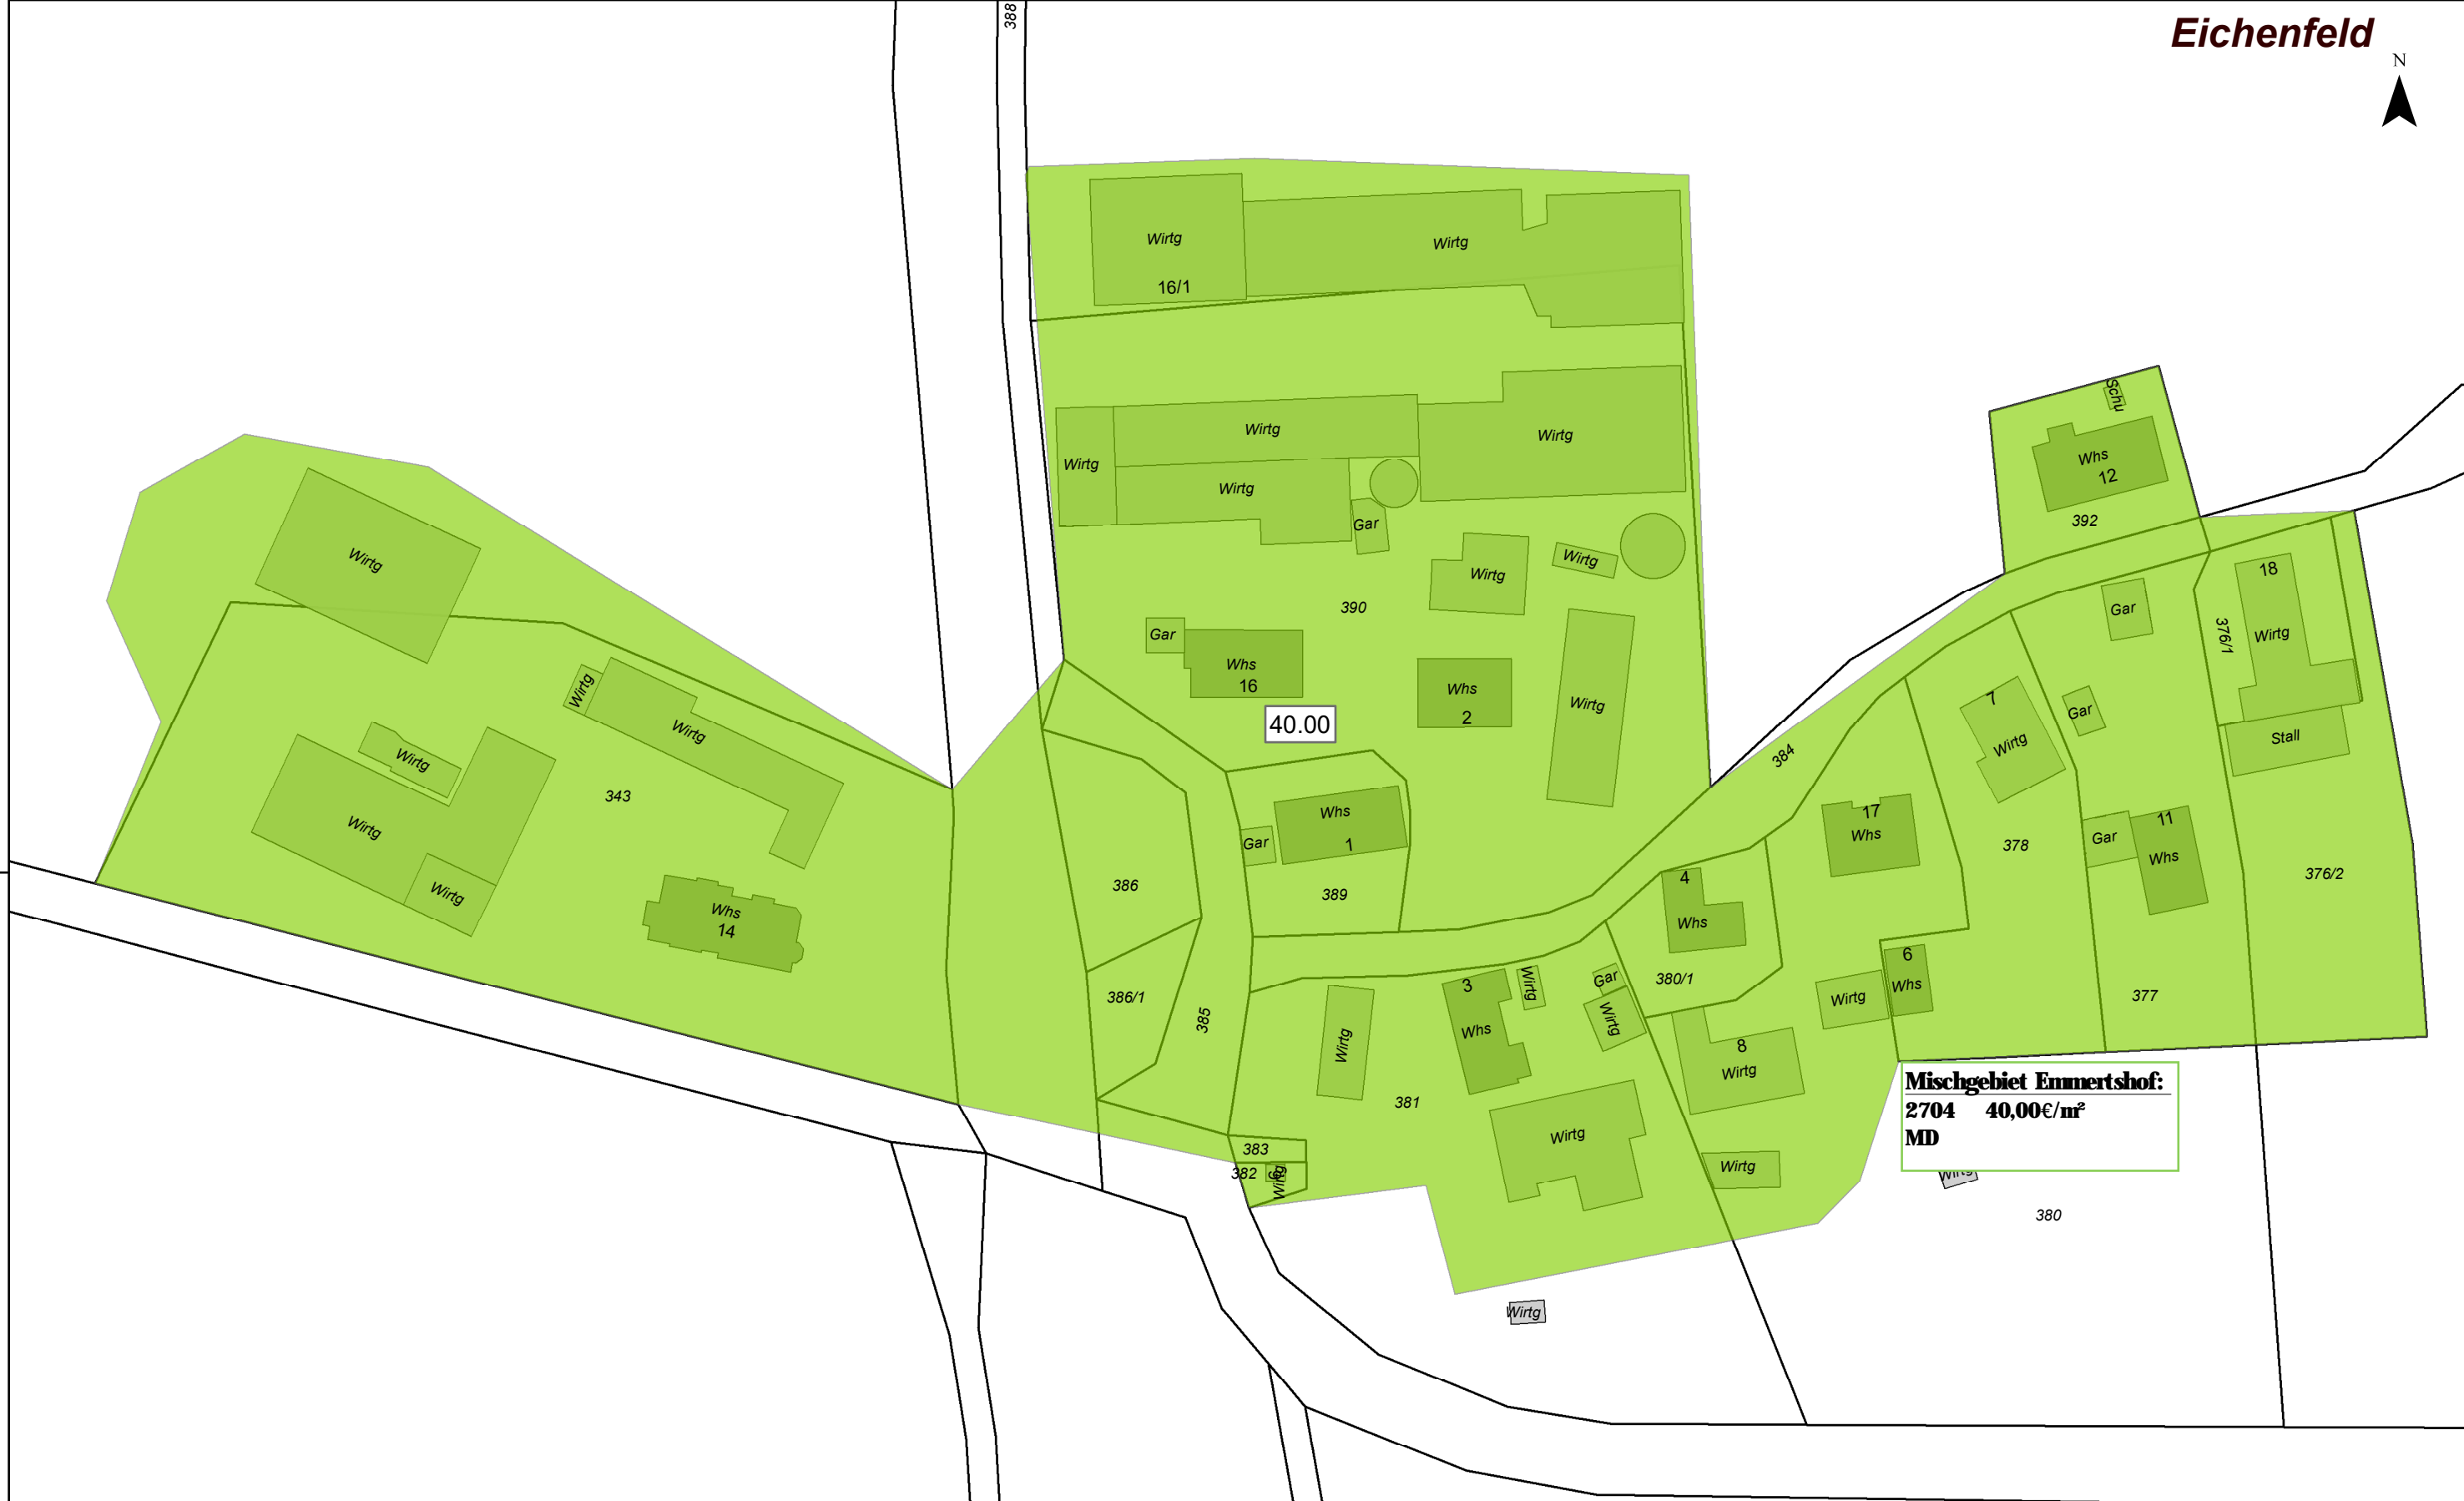 388
Eichenfeld
N
Wirtg
16/1
Wirtg
Schu
Whs
12
392
Wirtg
Wirtg
Wirtg
Wirtg
Gar
Wirtg
Wirtg
390
Gar
Whs
16
Whs
2
Wirtg
40.00
Wirtg
Wirtg
Wirtg
Wirtg
343
Wirtg
Wirtg
Whs
14
384
18
Wirtg
376/1
Gar
Gar
7
Wirtg
Stall
Whs
1
Gar
389
386
386/1
385
17
Whs
378
Gar
11
Whs
376/2
377
4
Whs
380/1
6
Whs
Wirtg
3
Whs
Wirtg
Gar
Wirtg
Wirtg
381
8
Wirtg
Wirtg
Wirtg
383
382
Wirtg
Mischgebiet Emmertshof:
2704 40,00€/m²
MD
Wirtg
380
Wirtg